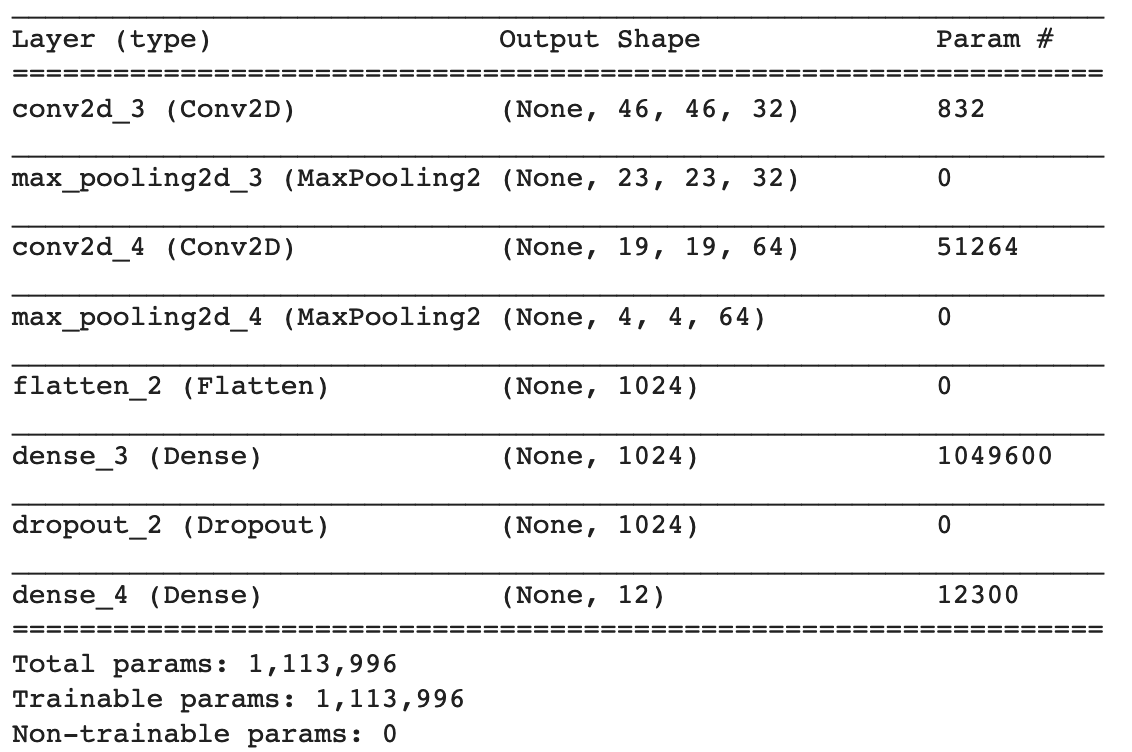 Layer (type) Output Shape Param #
=================================================================
conv2d_3 (Conv2D) (None, 46, 46, 32) 832
max_pooling2d_3 (MaxPooling2 (None, 23, 23, 32) 0
conv2d_4 (Conv2D) (None, 19, 19, 64) 51264
max_pooling2d_4 (MaxPooling2 (None, 4, 4, 64) 0
flatten_2 (Flatten) (None, 1024) 0
dense_3 (Dense) (None, 1024) 1049600
dropout_2 (Dropout) (None, 1024) 0
dense_4 (Dense) (None, 12) 12300
=================================================================
Total params: 1,113,996
Trainable params: 1,113,996
Non-trainable params: 0